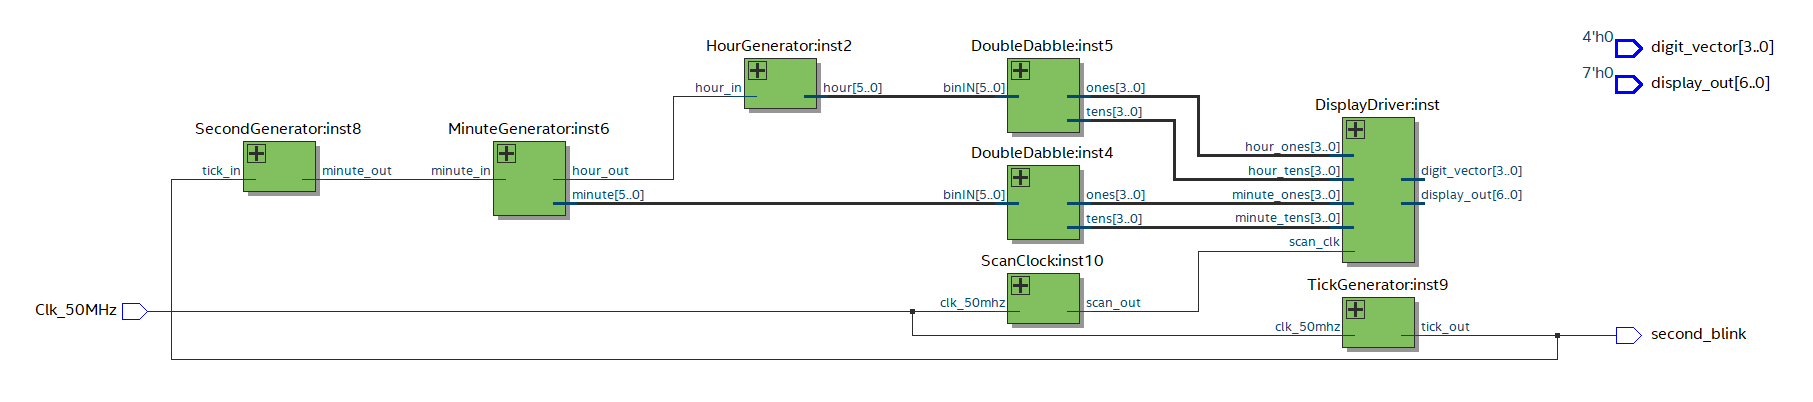 4'h0
digit_vector[3..0]
HourGenerator:inst2
DoubleDabble:inst5
7'h0
display_out[6..0]
hour_in
hour[5..0]
binIN[5..0]
ones[3..0]
tens[3..0]
DisplayDriver:inst
SecondGenerator:inst8
MinuteGenerator:inst6
DoubleDabble:inst4
hour_ones[3..0]
tick_in
minute_out
minute_in
hour_out
hour_tens[3..0]
digit_vector[3..0]
minute[5..0]
binIN[5..0]
ones[3..0]
minute_ones[3..0]
display_out[6..0]
tens[3..0]
minute_tens[3..0]
scan_clk
ScanClock:inst10
TickGenerator:inst9
Clk_50MHz
clk_50mhz
scan_out
clk_50mhz
tick_out
second_blink